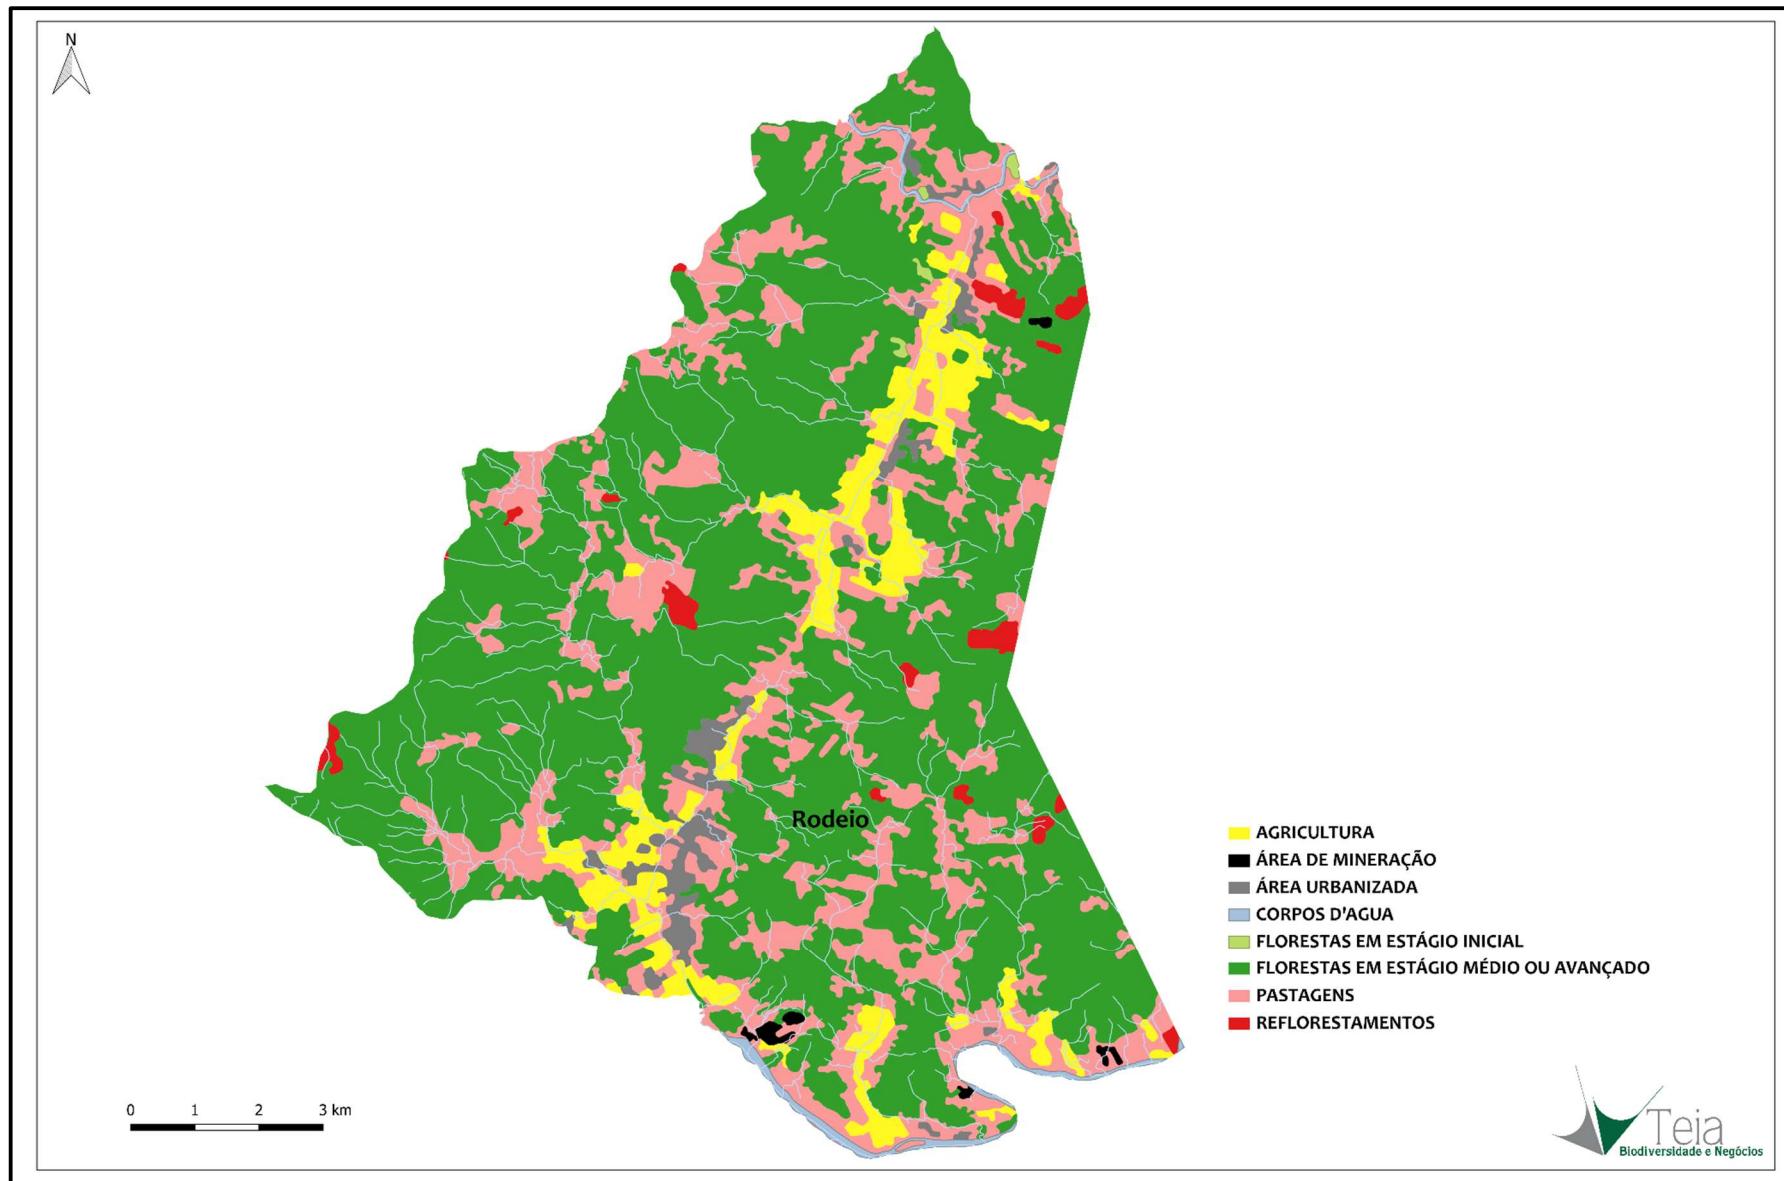 N
Rodeio
AGRICULTURA
ÁREA DE MINERAÇÃO
ÁREA URBANIZADA
CORPOS D'AGUA
FLORESTAS EM ESTÁGIO INICIAL
FLORESTAS EM ESTÁGIO MÉDIO OU AVANÇADO
PASTAGENS
REFLORESTAMENTOS
0 1 2 3 km
Teia
Biodiversidade e Negócios